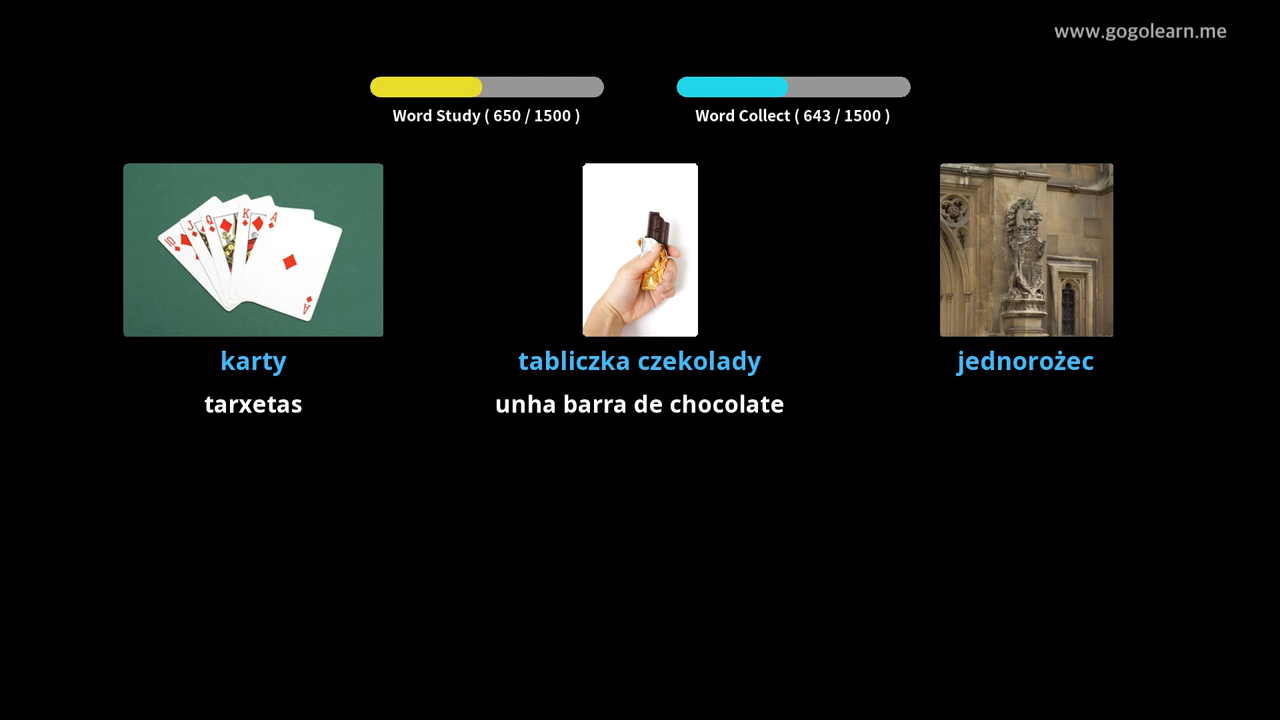 www.gogolearn.me
Word Study ( 650 / 1500 )
Word Collect ( 643 / 1500 )
10 J Q K A
A
karty
tabliczka czekolady
jednorożec
tarxetas
unha barra de chocolate